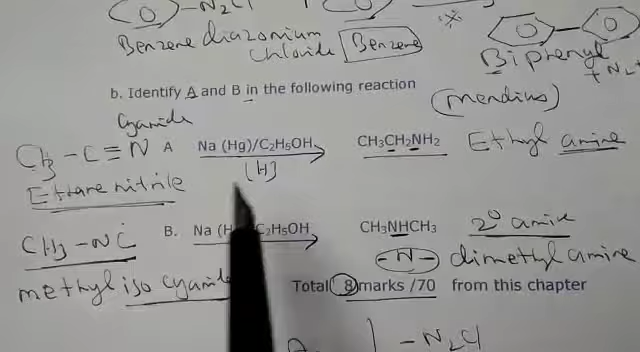 -N₂Cl
Benzene diazonium
chloride Benzene
Biphenyl
+ N₂
b. Identify A and B in the following reaction
(mendius)
Cyanide
CH₃-C≡N A Na (Hg)/C2H5OH CH3CH2NH2 Ethyl amine
[H]
Ethane nitrile
CH₃-NC B. Na (H C2H5OH CH3NHCH3 2° amine
-N- dimethyl amine
methyl iso cyanide
Total 8 marks /70 from this chapter
-N₂Cl